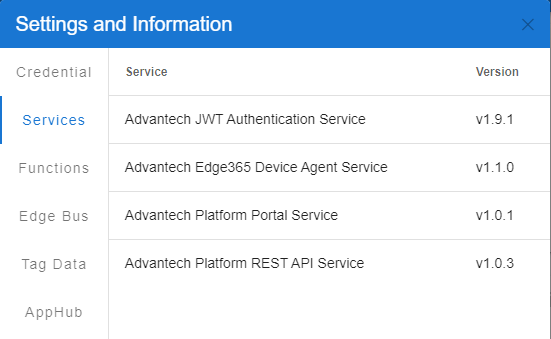 Settings and Information
Credential
Services
Functions
Edge Bus
Tag Data
AppHub
Service Version
Advantech JWT Authentication Service v1.9.1
Advantech Edge365 Device Agent Service v1.1.0
Advantech Platform Portal Service v1.0.1
Advantech Platform REST API Service v1.0.3